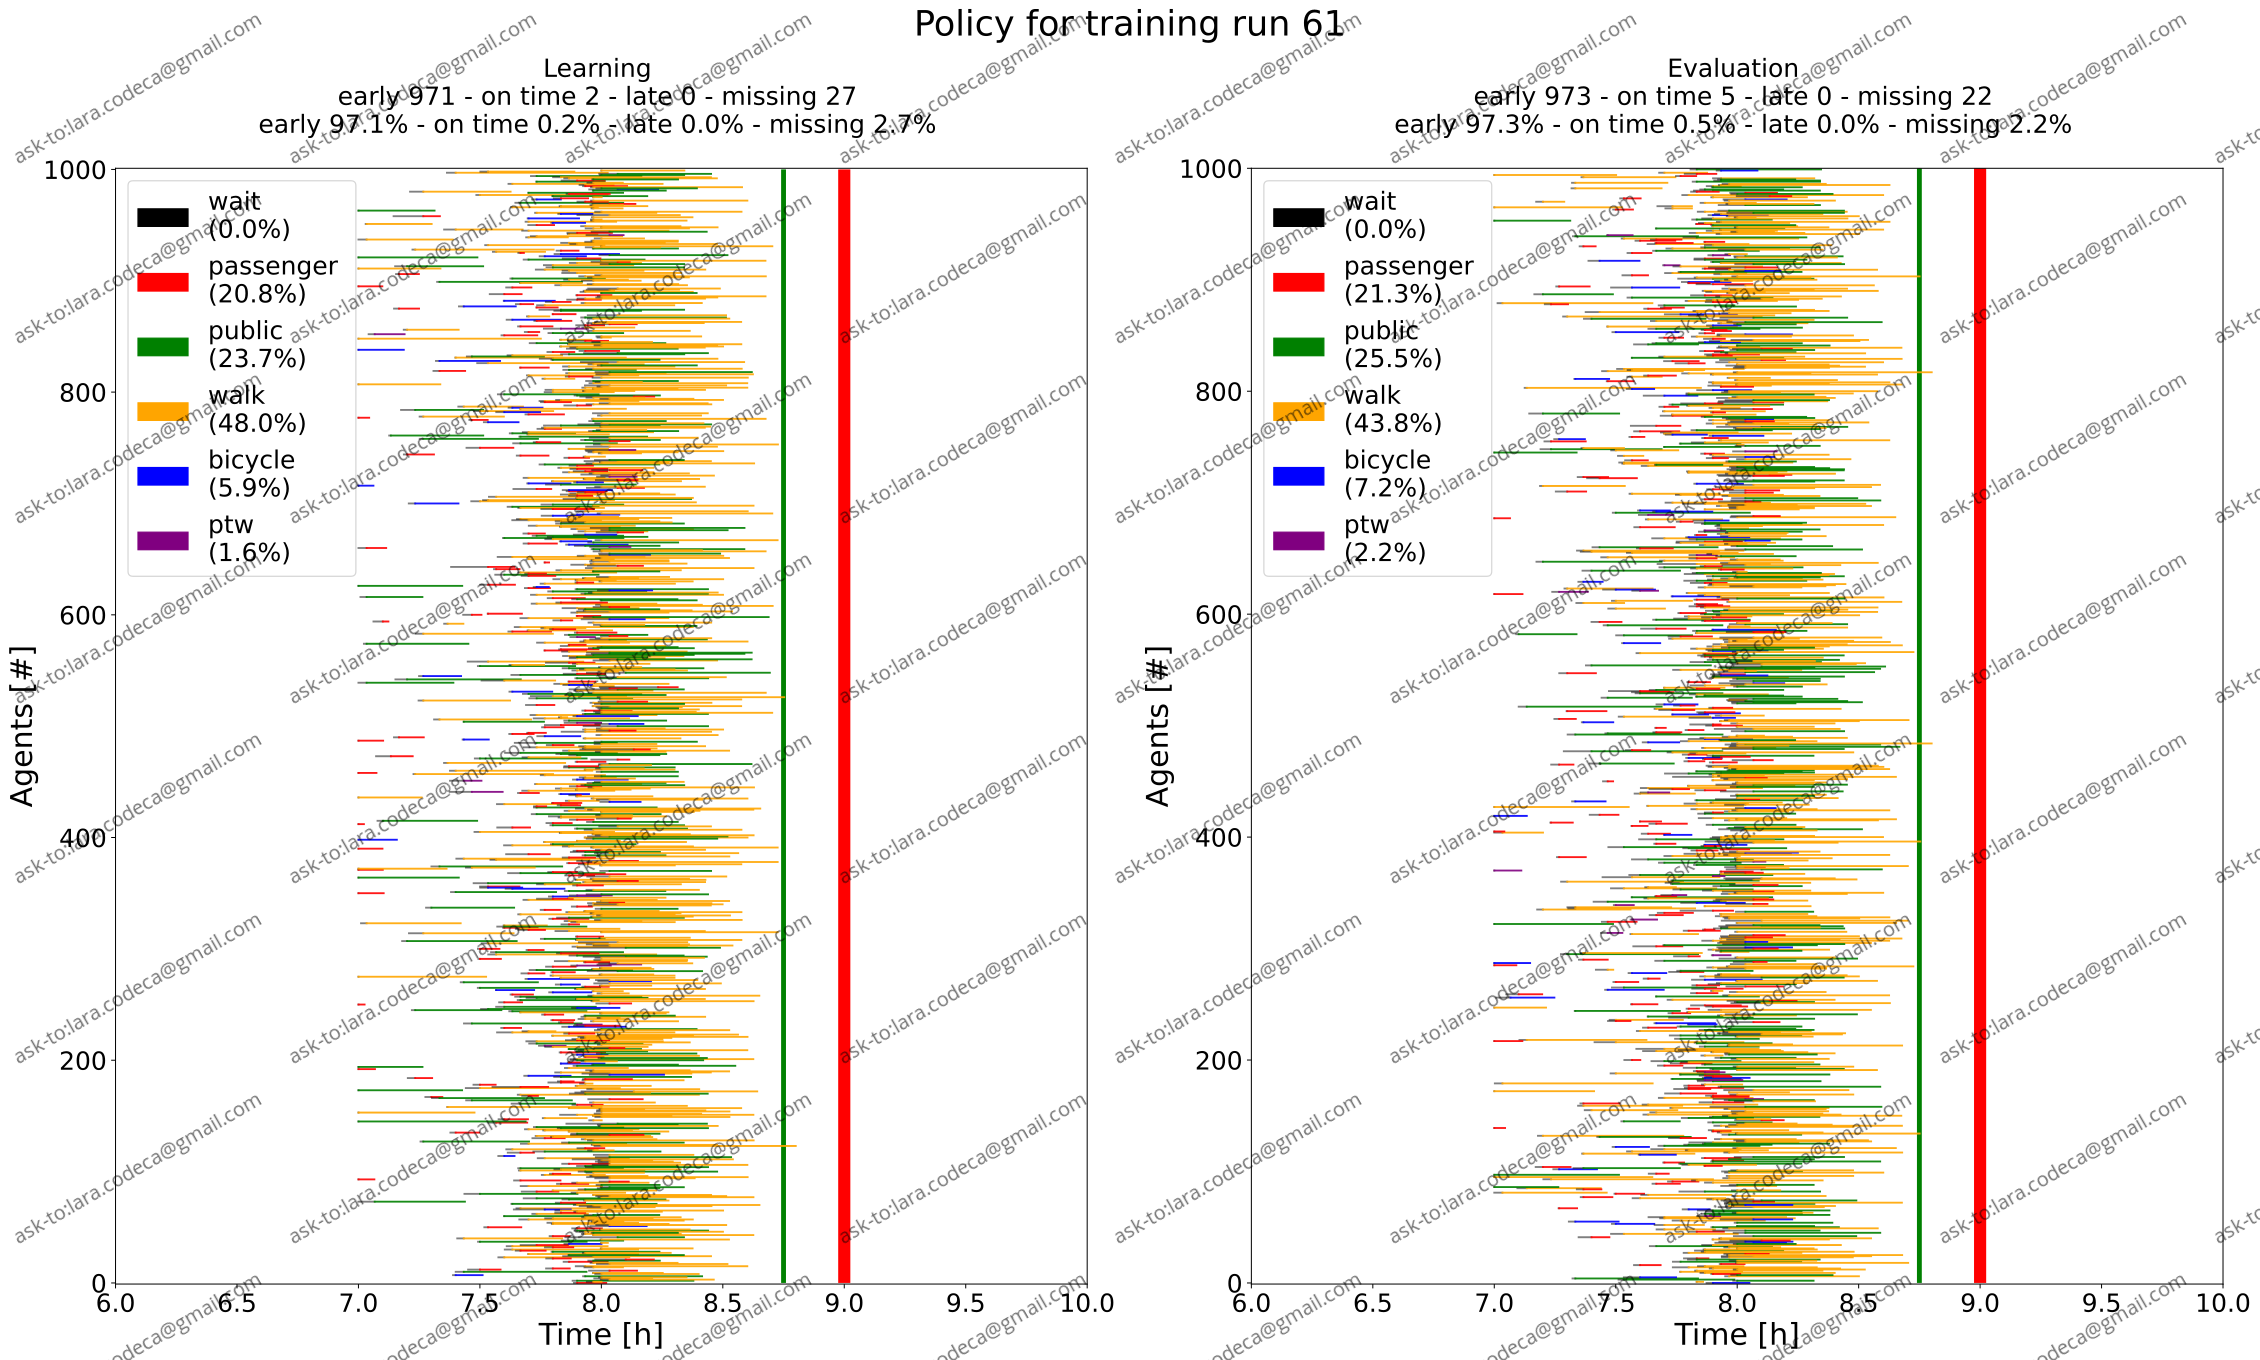 Policy for training run 61
Learning
early 971 - on time 2 - late 0 - missing 27
early 97.1% - on time 0.2% - late 0.0% - missing 2.7%
1000
800
600
400
200
0
Agents [#]
wait
(0.0%)
passenger
(20.8%)
public
(23.7%)
walk
(48.0%)
bicycle
(5.9%)
ptw
(1.6%)
6.0 6.5 7.0 7.5 8.0 8.5 9.0 9.5 10.0
Time [h]
Evaluation
early 973 - on time 5 - late 0 - missing 22
early 97.3% - on time 0.5% - late 0.0% - missing 2.2%
1000
800
600
400
200
0
Agents [#]
wait
(0.0%)
passenger
(21.3%)
public
(25.5%)
walk
(43.8%)
bicycle
(7.2%)
ptw
(2.2%)
6.0 6.5 7.0 7.5 8.0 8.5 9.0 9.5 10.0
Time [h]
ask-to:lara.codeca@gmail.com